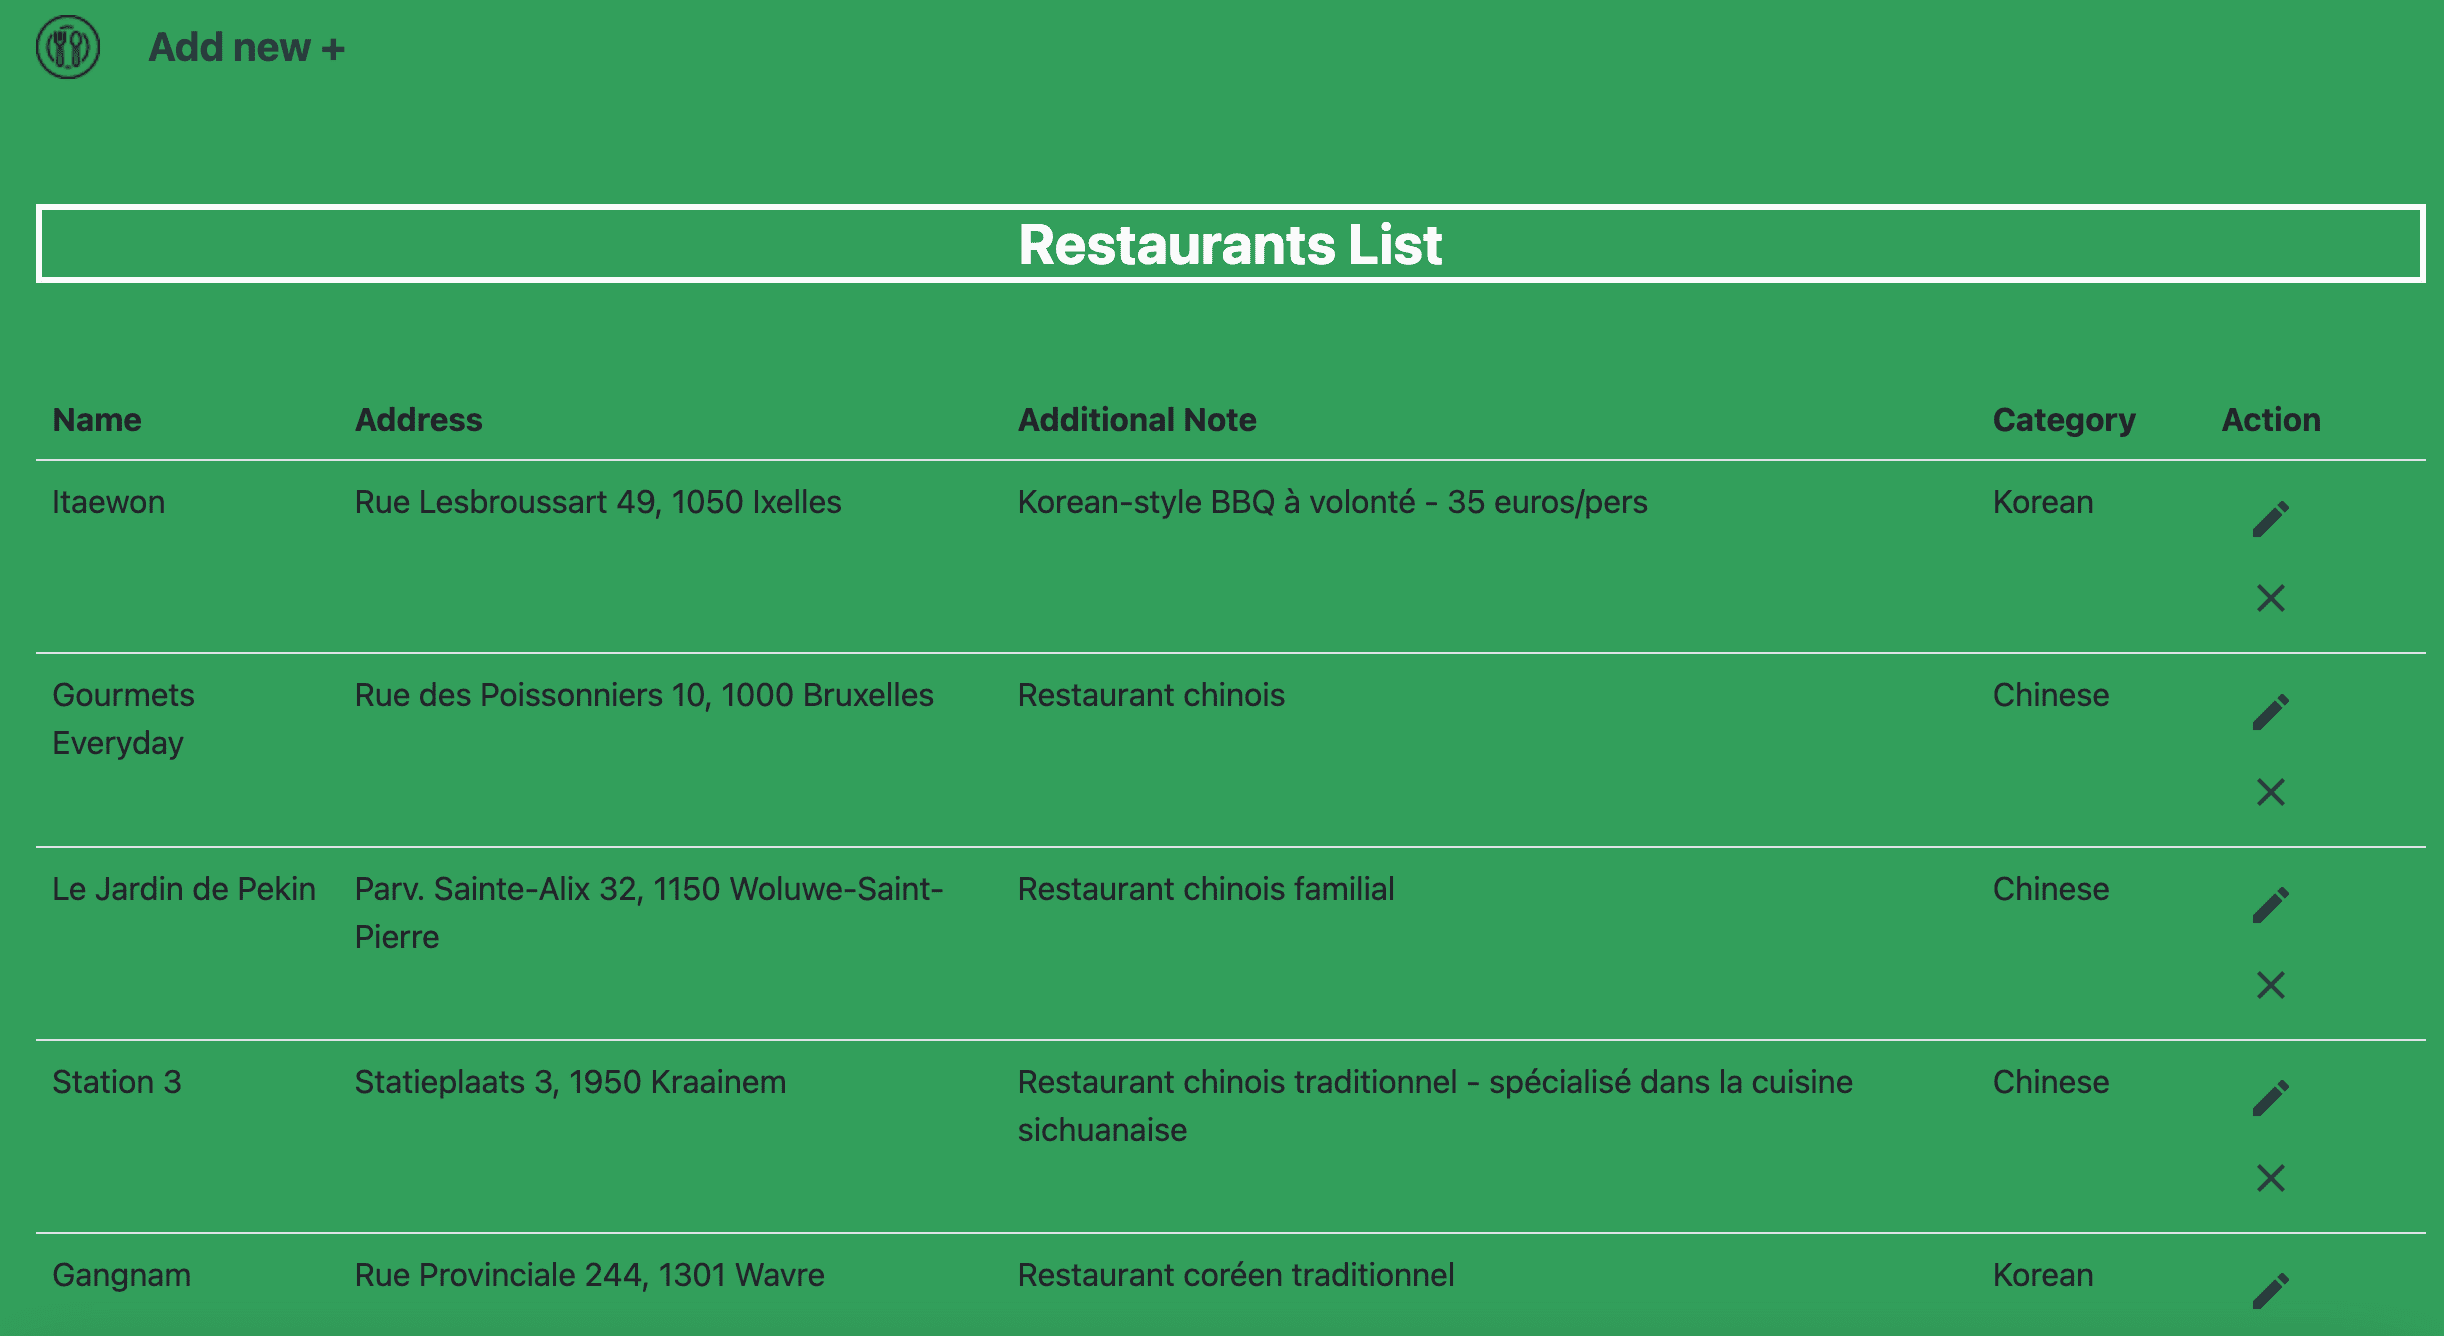 Add new +
Restaurants List
Name Address Additional Note Category Action
Itaewon Rue Lesbroussart 49, 1050 Ixelles Korean-style BBQ à volonté - 35 euros/pers Korean
Gourmets Rue des Poissonniers 10, 1000 Bruxelles Restaurant chinois Chinese
Everyday
Le Jardin de Pekin Parv. Sainte-Alix 32, 1150 Woluwe-Saint- Restaurant chinois familial Chinese
Pierre
Station 3 Statieplaats 3, 1950 Kraainem Restaurant chinois traditionnel - spécialisé dans la cuisine Chinese
sichuanaise
Gangnam Rue Provinciale 244, 1301 Wavre Restaurant coréen traditionnel Korean